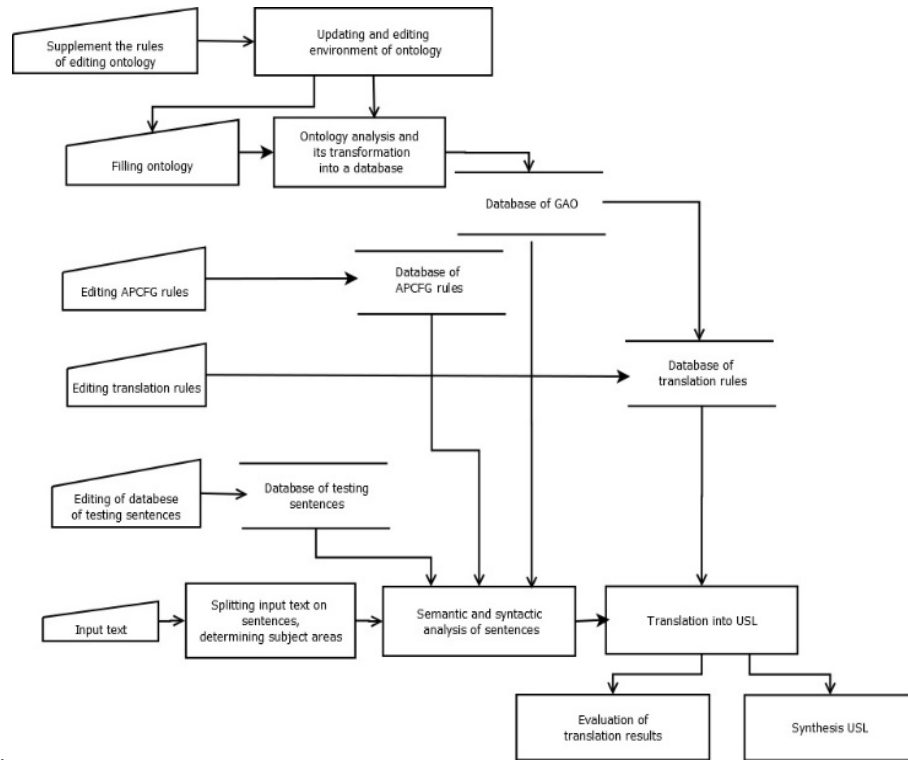 Supplement the rules
of editing ontology
Updating and editing
environment of ontology
Filling ontology
Ontology analysis and
its transformation
into a database
Database of GAO
Editing APCFG rules
Database of
APCFG rules
Editing translation rules
Database of
translation rules
Editing of databese
of testing sentences
Database of testing
sentences
Input text
Splitting input text on
sentences,
determining subject areas
Semantic and syntactic
analysis of sentences
Translation into USL
Evaluation of
translation results
Synthesis USL